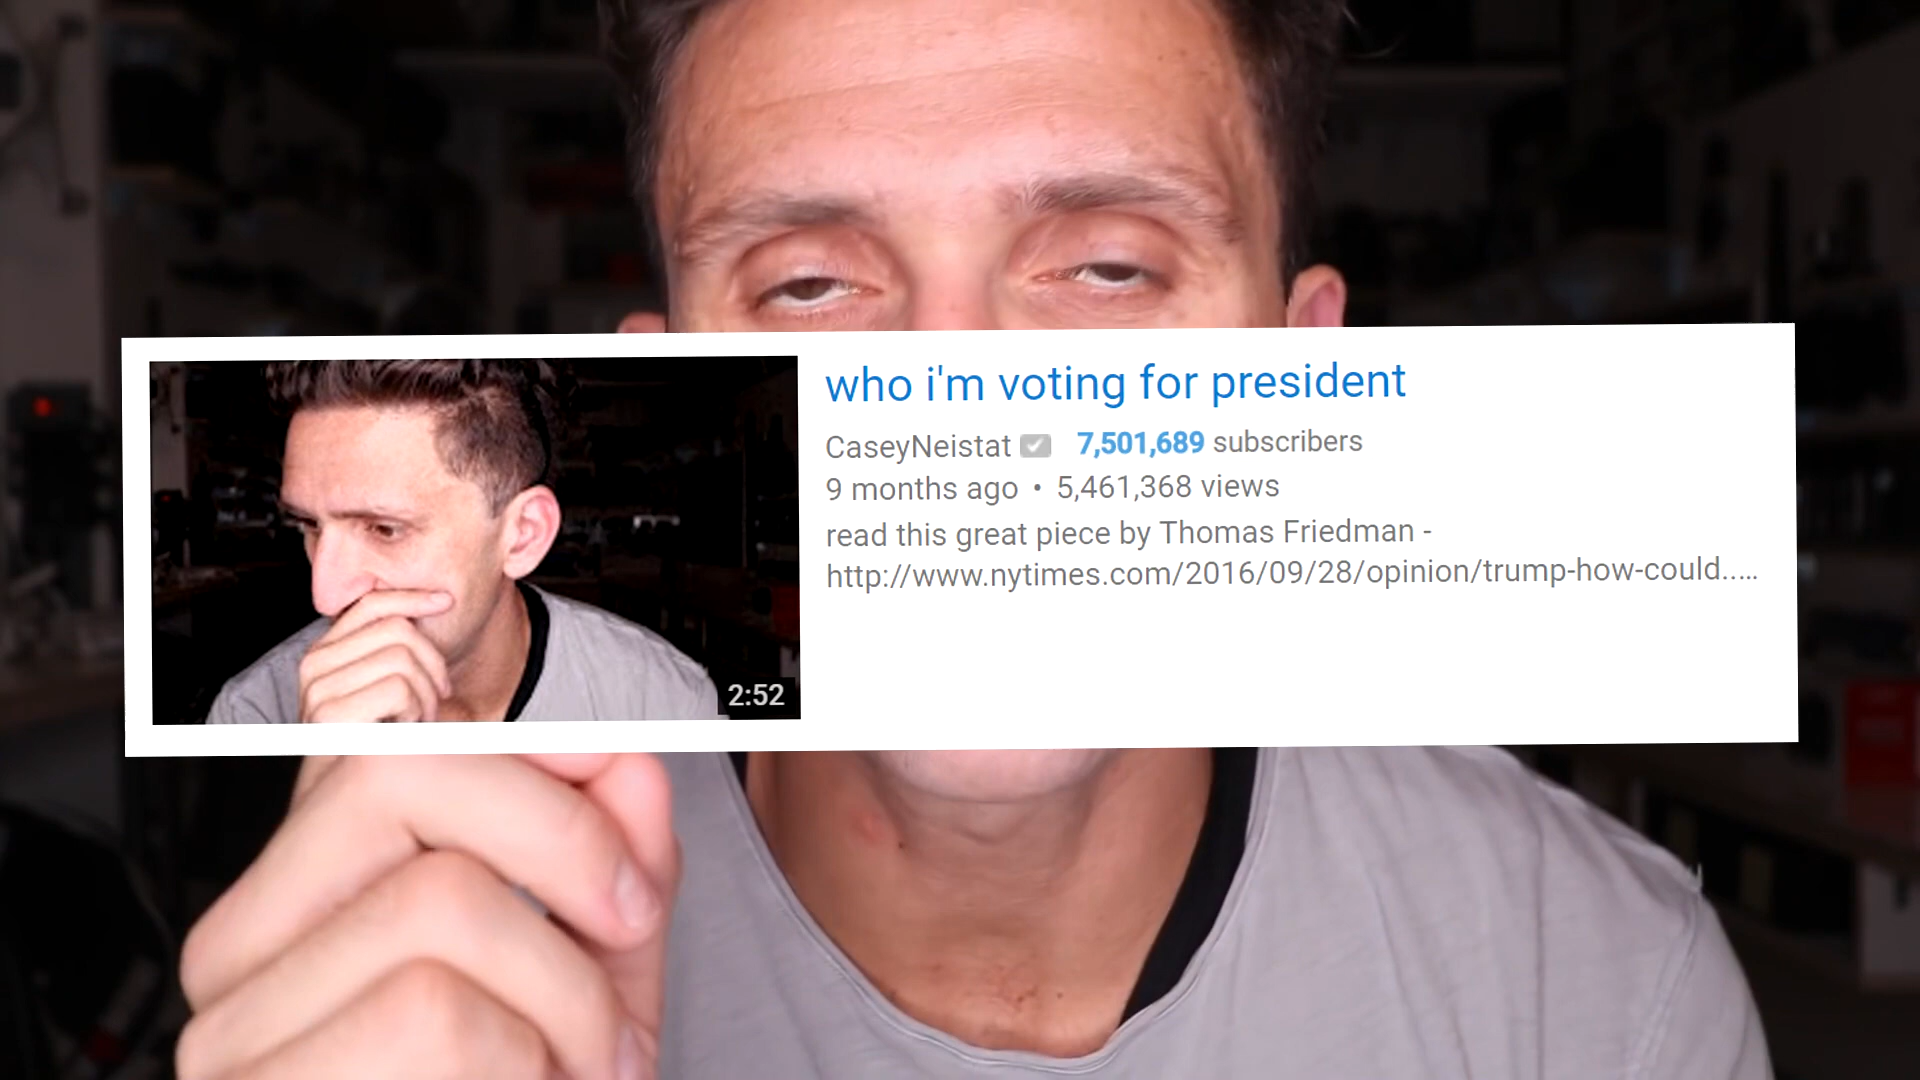 who i'm voting for president
CaseyNeistat 7,501,689 subscribers
9 months ago • 5,461,368 views
read this great piece by Thomas Friedman -
http://www.nytimes.com/2016/09/28/opinion/trump-how-could.....
2:52